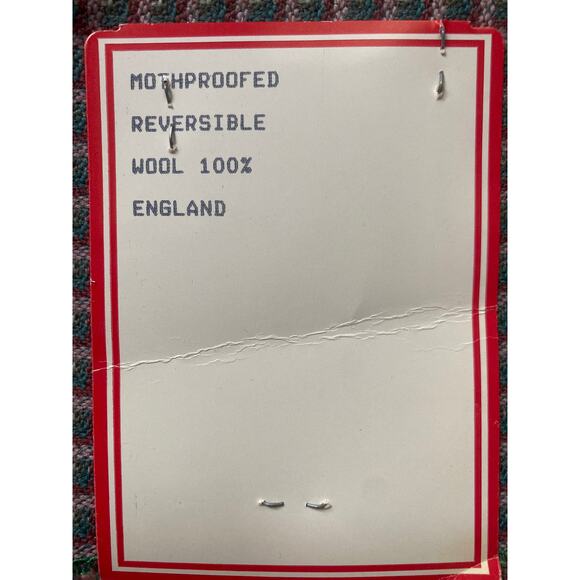 MOTHPROOFED
REVERSIBLE
WOOL 100%
ENGLAND